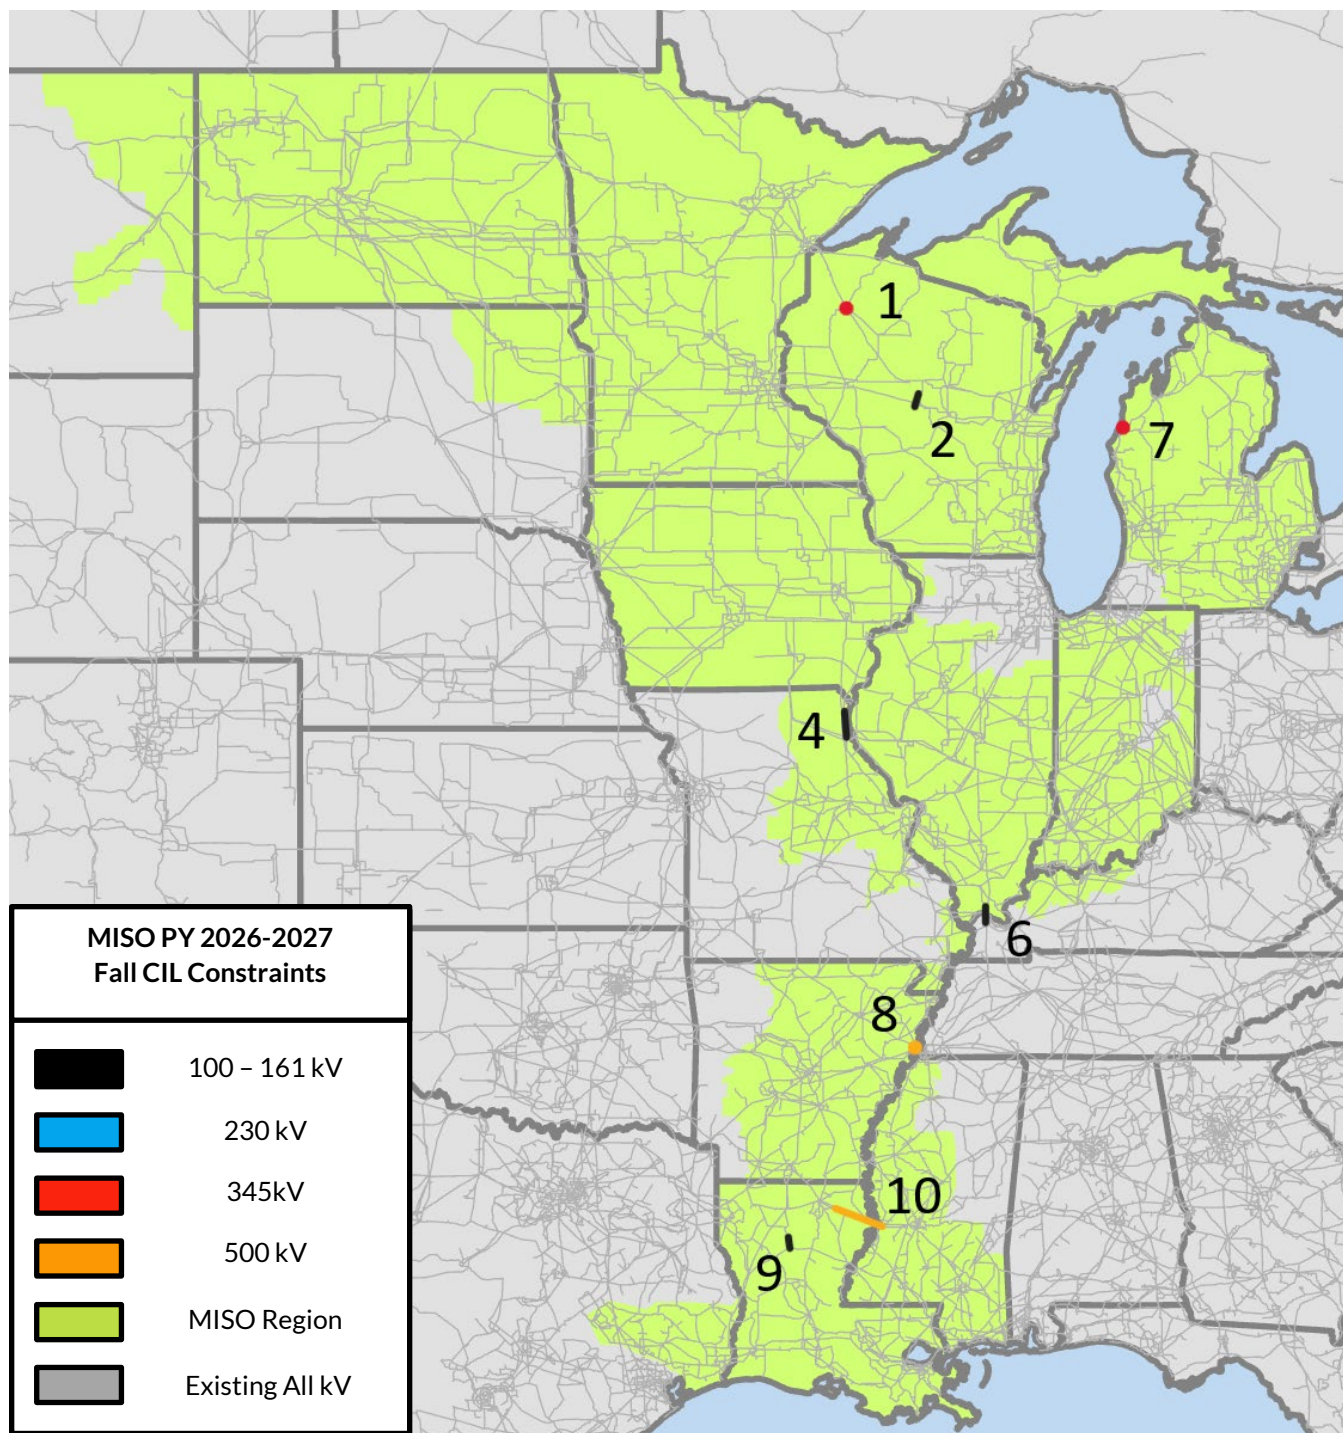 1
2
7
4
6
8
10
9
MISO PY 2026-2027
Fall CIL Constraints
100 – 161 kV
230 kV
345kV
500 kV
MISO Region
Existing All kV